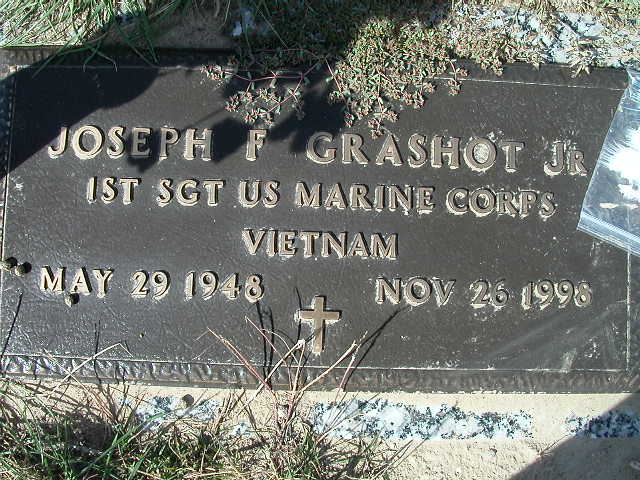 JOSEPH F GRASHOT JR
1ST SGT US MARINE CORPS
VIETNAM
MAY 29 1948 NOV 26 1998